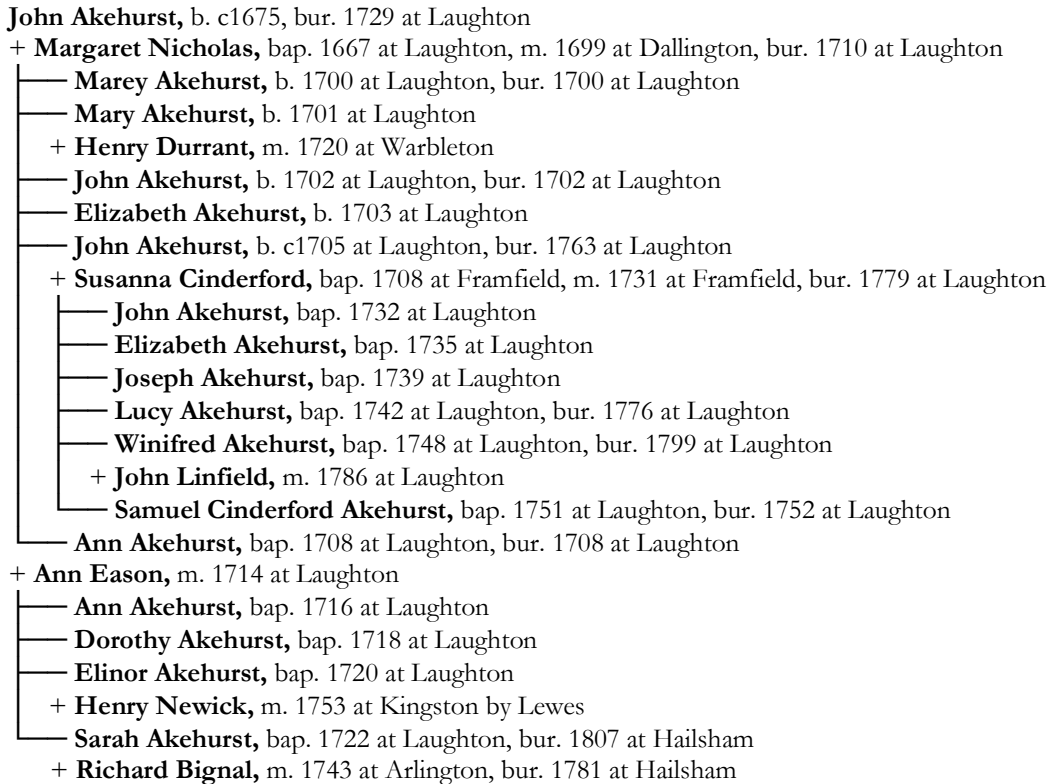 John Akehurst, b. c1675, bur. 1729 at Laughton
+ Margaret Nicholas, bap. 1667 at Laughton, m. 1699 at Dallington, bur. 1710 at Laughton
Marey Akehurst, b. 1700 at Laughton, bur. 1700 at Laughton
Mary Akehurst, b. 1701 at Laughton
+ Henry Durrant, m. 1720 at Warbleton
John Akehurst, b. 1702 at Laughton, bur. 1702 at Laughton
Elizabeth Akehurst, b. 1703 at Laughton
John Akehurst, b. c1705 at Laughton, bur. 1763 at Laughton
+ Susanna Cinderford, bap. 1708 at Framfield, m. 1731 at Framfield, bur. 1779 at Laughton
John Akehurst, bap. 1732 at Laughton
Elizabeth Akehurst, bap. 1735 at Laughton
Joseph Akehurst, bap. 1739 at Laughton
Lucy Akehurst, bap. 1742 at Laughton, bur. 1776 at Laughton
Winifred Akehurst, bap. 1748 at Laughton, bur. 1799 at Laughton
+ John Linfield, m. 1786 at Laughton
Samuel Cinderford Akehurst, bap. 1751 at Laughton, bur. 1752 at Laughton
Ann Akehurst, bap. 1708 at Laughton, bur. 1708 at Laughton
+ Ann Eason, m. 1714 at Laughton
Ann Akehurst, bap. 1716 at Laughton
Dorothy Akehurst, bap. 1718 at Laughton
Elinor Akehurst, bap. 1720 at Laughton
+ Henry Newick, m. 1753 at Kingston by Lewes
Sarah Akehurst, bap. 1722 at Laughton, bur. 1807 at Hailsham
+ Richard Bignal, m. 1743 at Arlington, bur. 1781 at Hailsham